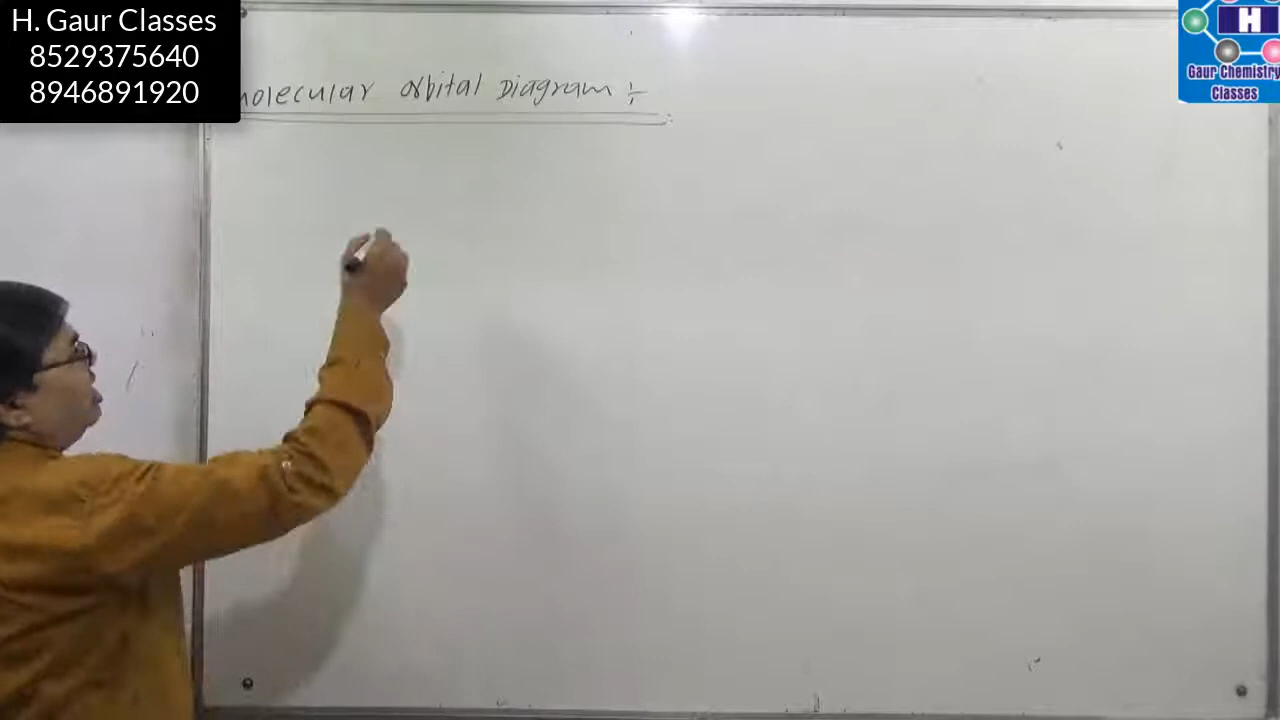 H. Gaur Classes
8529375640
8946891920
molecular orbital Diagram :-
H
Gaur Chemistry
Classes